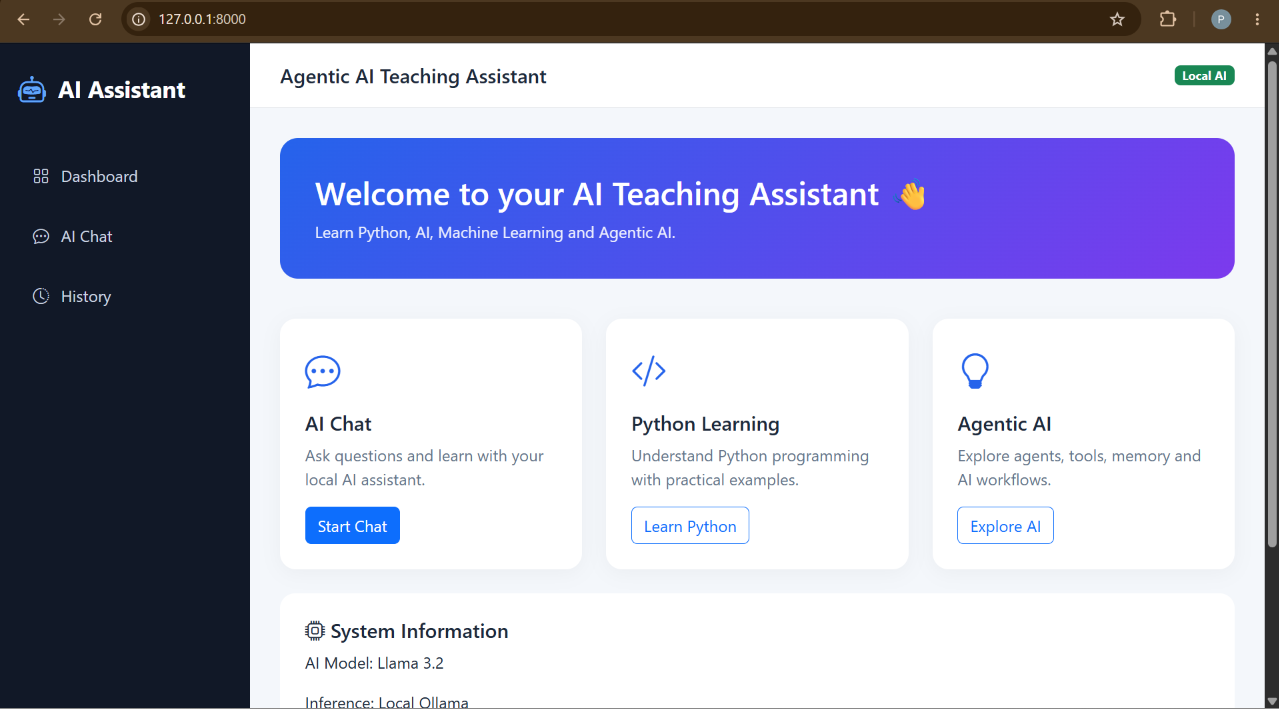 127.0.0.1:8000
P
AI Assistant
Dashboard
AI Chat
History
Agentic AI Teaching Assistant
Local AI
Welcome to your AI Teaching Assistant 👋
Learn Python, AI, Machine Learning and Agentic AI.
AI Chat
Ask questions and learn with your
local AI assistant.
Start Chat
Python Learning
Understand Python programming
with practical examples.
Learn Python
Agentic AI
Explore agents, tools, memory and
AI workflows.
Explore AI
System Information
AI Model: Llama 3.2
Inference: Local Ollama